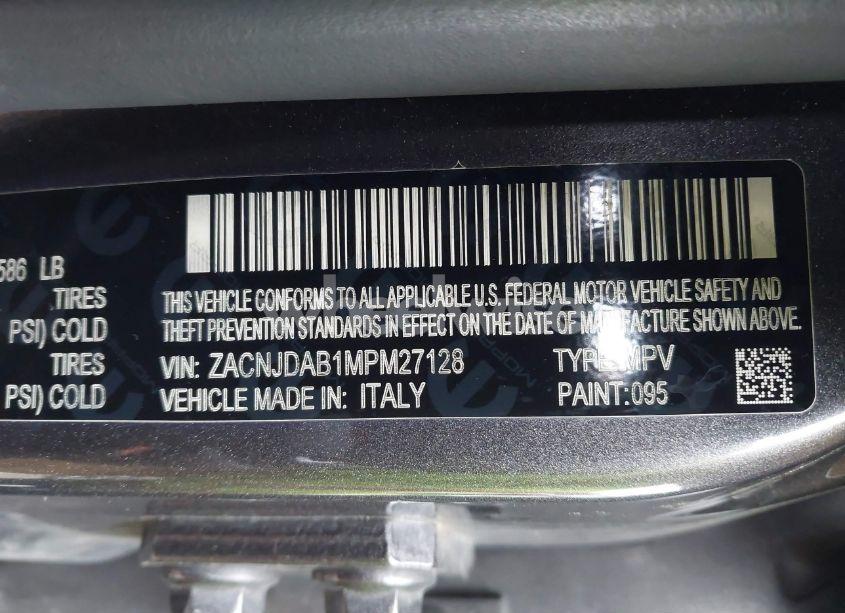 586 LB
TIRES
PSI) COLD
TIRES
PSI) COLD
THIS VEHICLE CONFORMS TO ALL APPLICABLE U.S. FEDERAL MOTOR VEHICLE SAFETY AND
THEFT PREVENTION STANDARDS IN EFFECT ON THE DATE OF MANUFACTURE SHOWN ABOVE.
VIN: ZACNJDAB1MPM27128 TYPE: MPV
VEHICLE MADE IN: ITALY PAINT: 095